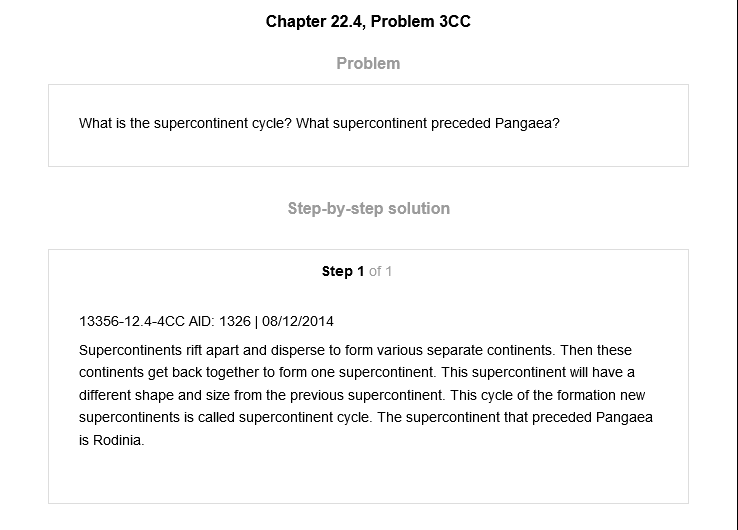 Chapter 22.4, Problem 3CC
Problem
What is the supercontinent cycle? What supercontinent preceded Pangaea?
Step-by-step solution
Step 1 of 1
13356-12.4-4CC AID: 1326 | 08/12/2014
Supercontinents rift apart and disperse to form various separate continents. Then these
continents get back together to form one supercontinent. This supercontinent will have a
different shape and size from the previous supercontinent. This cycle of the formation new
supercontinents is called supercontinent cycle. The supercontinent that preceded Pangaea
is Rodinia.